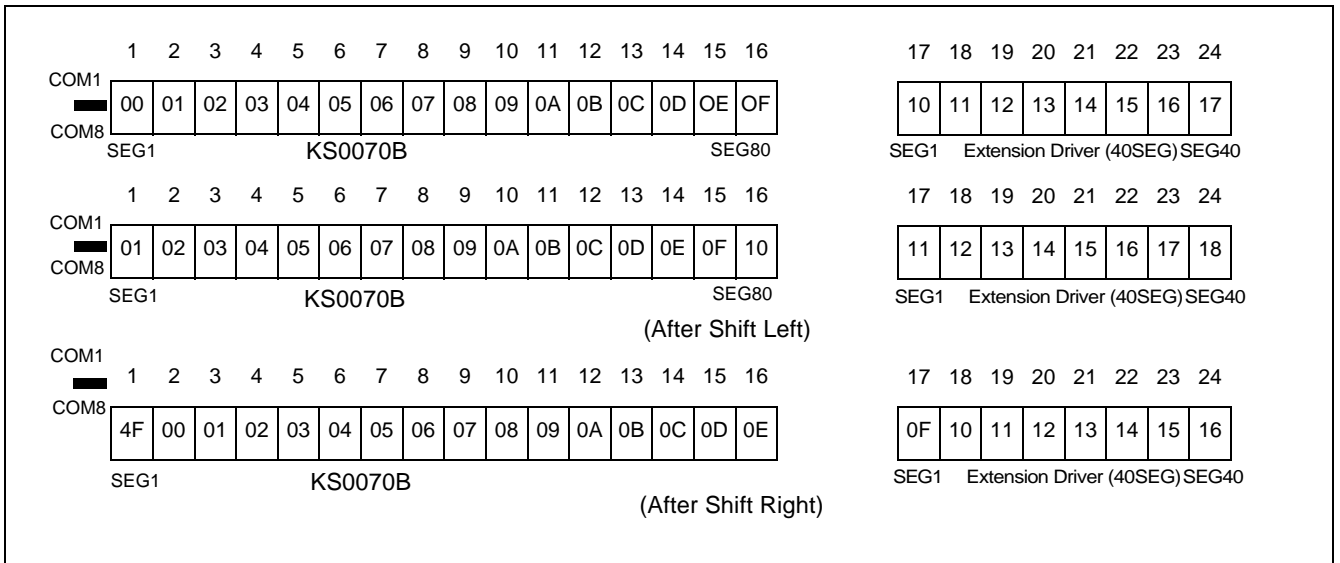 1 2 3 4 5 6 7 8 9 10 11 12 13 14 15 16 17 18 19 20 21 22 23 24
COM1
00 01 02 03 04 05 06 07 08 09 0A 0B 0C 0D OE OF 10 11 12 13 14 15 16 17
COM8
SEG1 KS0070B SEG80 SEG1 Extension Driver (40SEG) SEG40
1 2 3 4 5 6 7 8 9 10 11 12 13 14 15 16 17 18 19 20 21 22 23 24
COM1
01 02 03 04 05 06 07 08 09 0A 0B 0C 0D 0E 0F 10 11 12 13 14 15 16 17 18
COM8
SEG1 KS0070B SEG80 SEG1 Extension Driver (40SEG) SEG40
(After Shift Left)
COM1
1 2 3 4 5 6 7 8 9 10 11 12 13 14 15 16 17 18 19 20 21 22 23 24
COM8
4F 00 01 02 03 04 05 06 07 08 09 0A 0B 0C 0D 0E 0F 10 11 12 13 14 15 16
SEG1 KS0070B SEG1 Extension Driver (40SEG) SEG40
(After Shift Right)